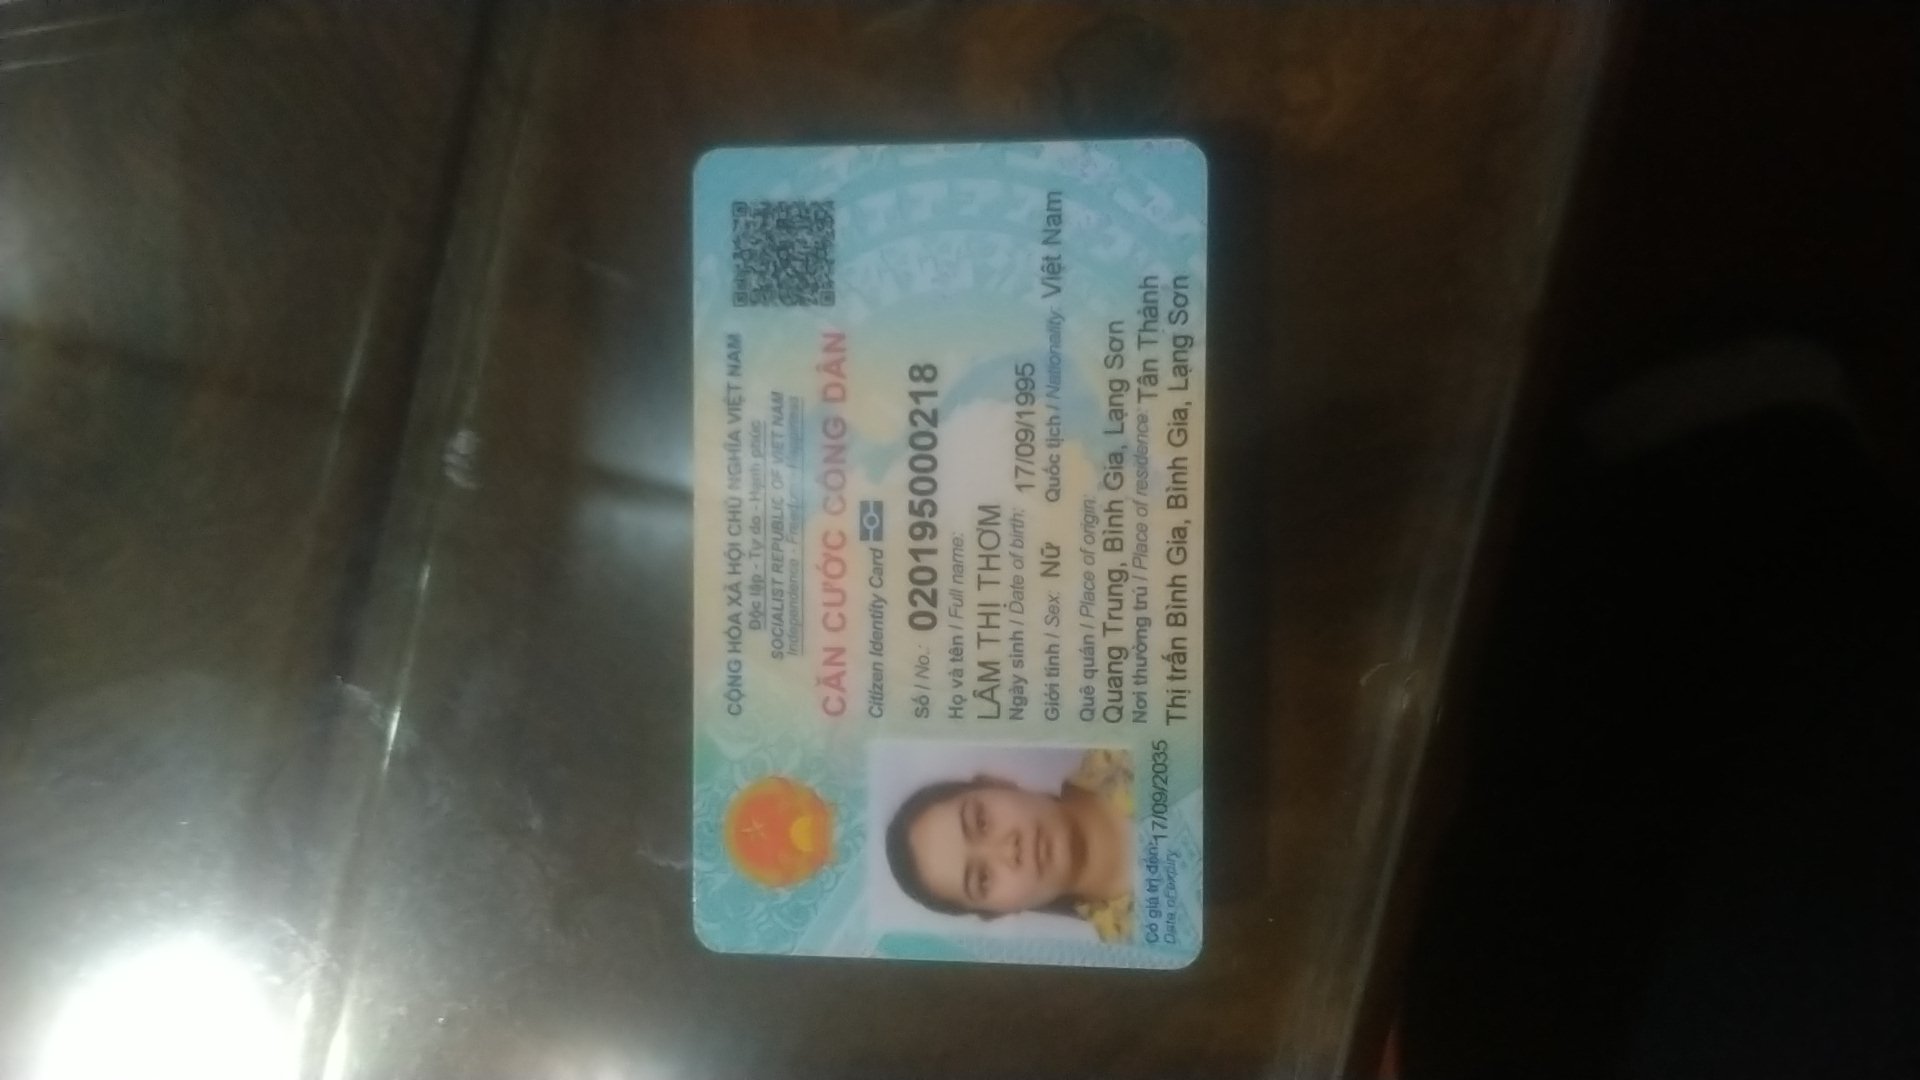 CỘNG HÒA XÃ HỘI CHỦ NGHĨA VIỆT NAM
Độc lập - Tự do - Hạnh phúc
SOCIALIST REPUBLIC OF VIET NAM
Independence - Freedom - Happiness
CĂN CƯỚC CÔNG DÂN
Citizen Identity Card
Số / No.: 020195000218
Họ và tên / Full name:
LÂM THỊ THƠM
Ngày sinh / Date of birth: 17/09/1995
Giới tính / Sex: Nữ Quốc tịch / Nationality: Việt Nam
Quê quán / Place of origin:
Quang Trung, Bình Gia, Lạng Sơn
Nơi thường trú / Place of residence: Tân Thành
Thị trấn Bình Gia, Bình Gia, Lạng Sơn
Có giá trị đến: 17/09/2035
Date of expiry